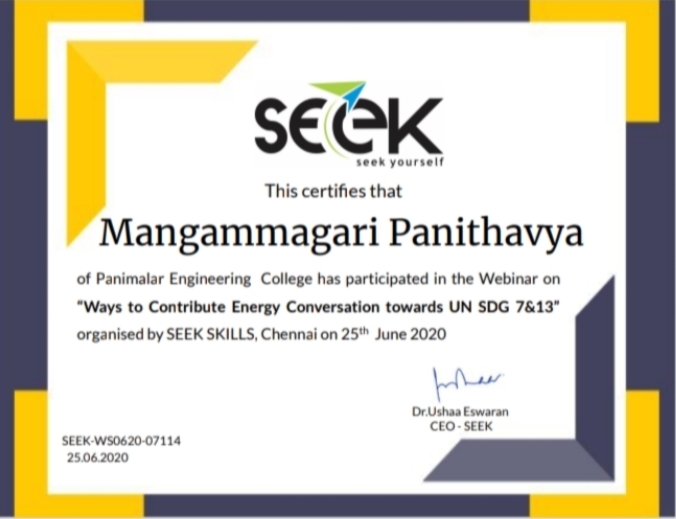 SEEK
seek yourself
This certifies that
Mangammagari Panithavya
of Panimalar Engineering College has participated in the Webinar on
“Ways to Contribute Energy Conversation towards UN SDG 7&13”
organised by SEEK SKILLS, Chennai on 25th June 2020
Dr.Ushaa Eswaran
CEO - SEEK
SEEK-WS0620-07114
25.06.2020